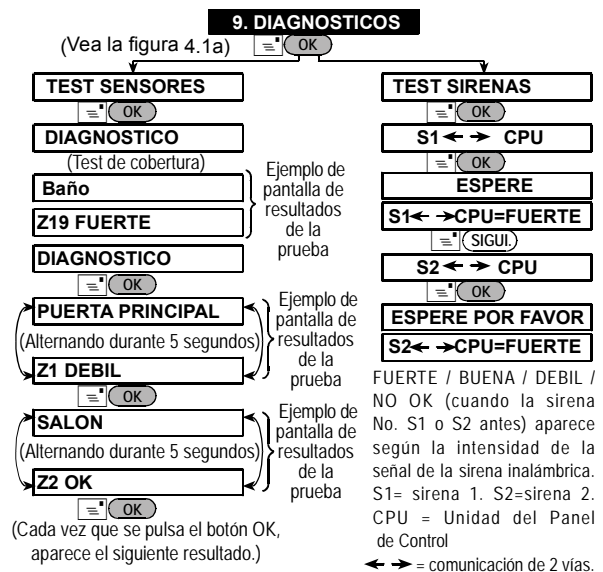 9. DIAGNOSTICOS
(Vea la figura 4.1a)
OK
TEST SENSORES
OK
DIAGNOSTICO
(Test de cobertura)
Baño
Z19 FUERTE
Ejemplo de
pantalla de
resultados
de la
prueba
DIAGNOSTICO
OK
PUERTA PRINCIPAL
(Alternando durante 5 segundos)
Z1 DEBIL
Ejemplo de
pantalla de
resultados
de la
prueba
OK
SALON
(Alternando durante 5 segundos)
Z2 OK
Ejemplo de
pantalla de
resultados
de la
prueba
OK
(Cada vez que se pulsa el botón OK,
aparece el siguiente resultado.)
TEST SIRENAS
OK
S1 ← → CPU
OK
ESPERE
S1← →CPU=FUERTE
SIGUI.
S2 ← → CPU
OK
ESPERE POR FAVOR
S2← →CPU=FUERTE
FUERTE / BUENA / DEBIL /
NO OK (cuando la sirena
No. S1 o S2 antes) aparece
según la intensidad de la
señal de la sirena inalámbrica.
S1= sirena 1. S2=sirena 2.
CPU = Unidad del Panel
de Control
← → = comunicación de 2 vías.